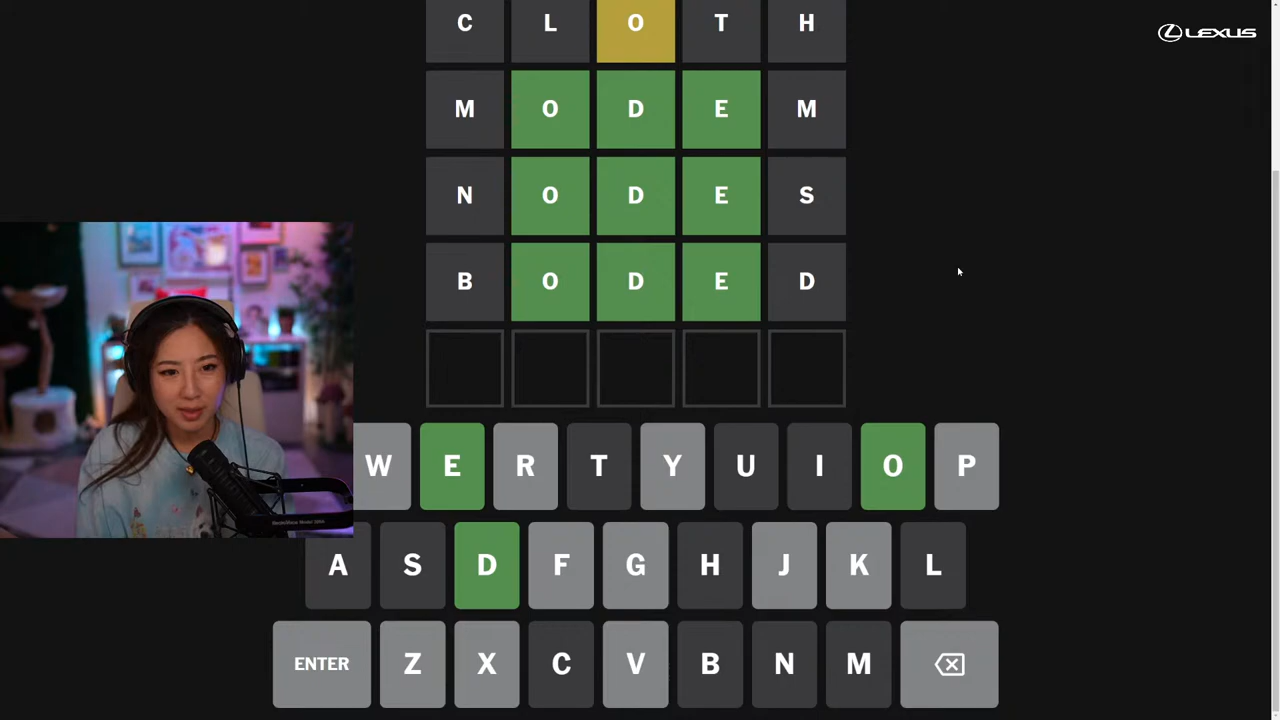 LEXUS
C L O T H
M O D E M
N O D E S
B O D E D
W E R T Y U I O P
A S D F G H J K L
ENTER Z X C V B N M